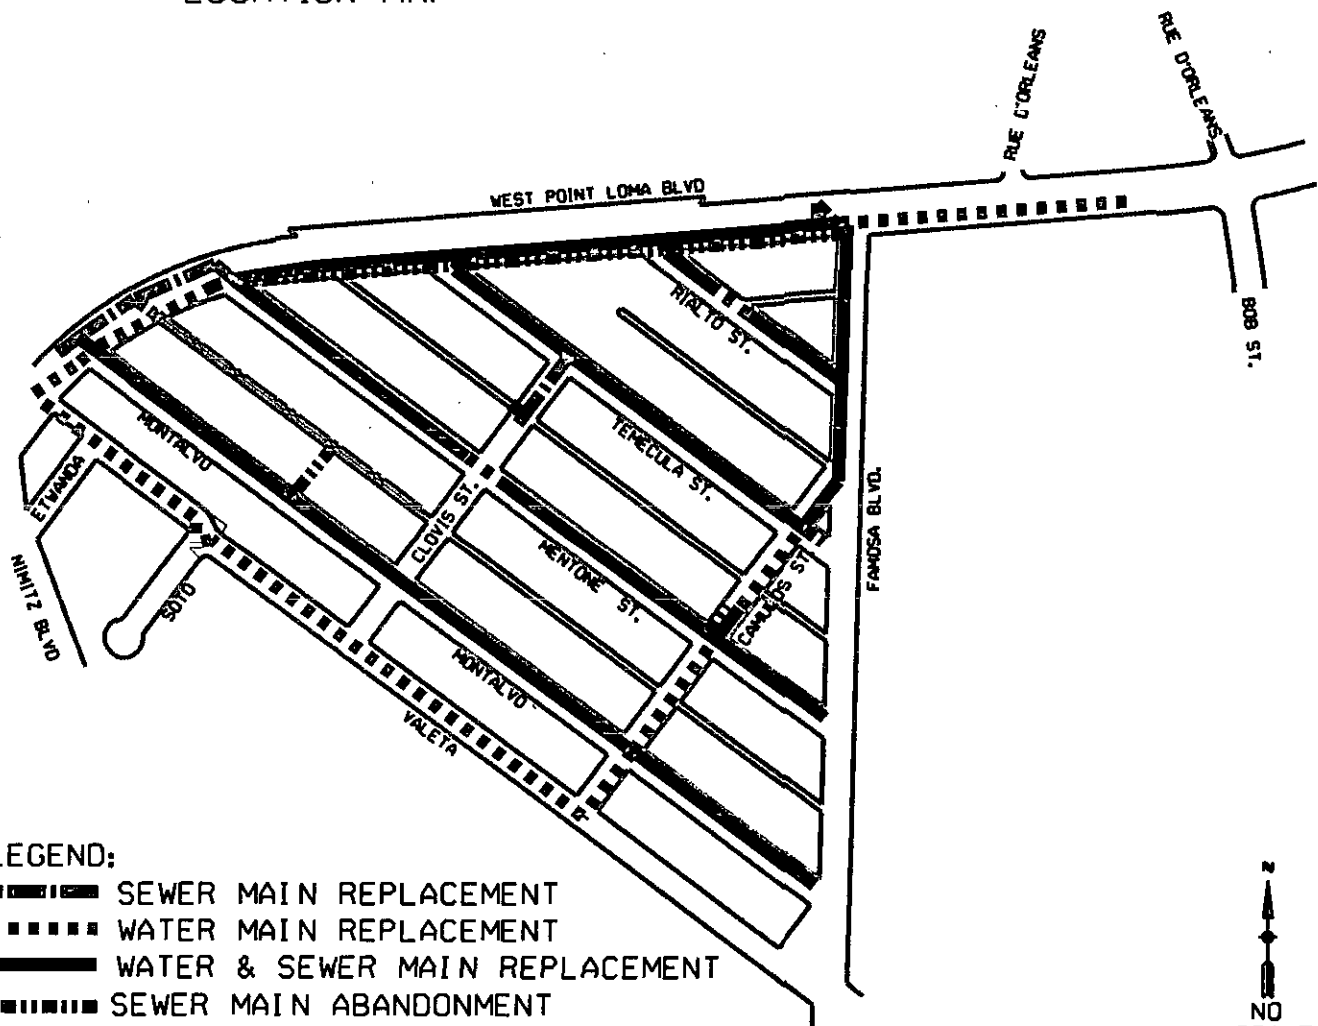 RUE D'ORLEANS
RUE D'ORLEANS
WEST POINT LOMA BLVD
RIALTO ST.
BOB ST.
MONTALVO
TEMECULA ST.
ETWANDA
CLOVIS ST.
FAMOSA BLVD.
MENTONE ST.
CAMULOS ST
NIMITZ BLVD
SOTO
MONTALVO
VALETA
LEGEND:
SEWER MAIN REPLACEMENT
WATER MAIN REPLACEMENT
WATER & SEWER MAIN REPLACEMENT
SEWER MAIN ABANDONMENT
N
NO